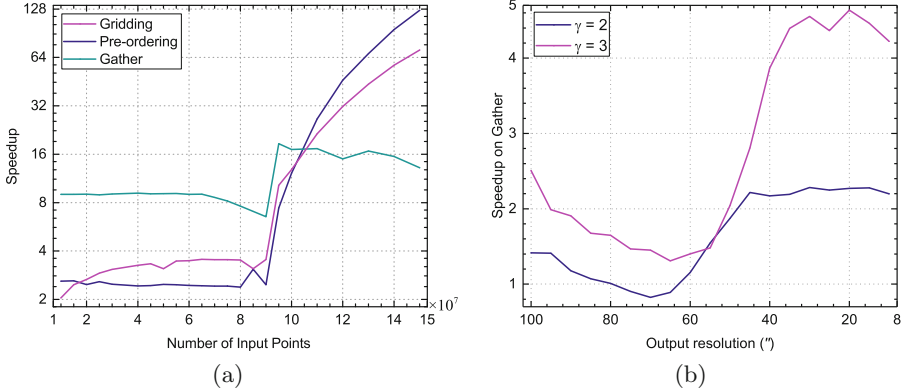 128
64
32
16
8
4
2
Speedup
Gridding
Pre-ordering
Gather
1 2 4 6 8 10 12 14 15
×10⁷
Number of Input Points
(a)
5
4
3
2
1
Speedup on Gather
γ = 2
γ = 3
100 80 60 40 20 8
Output resolution (″)
(b)